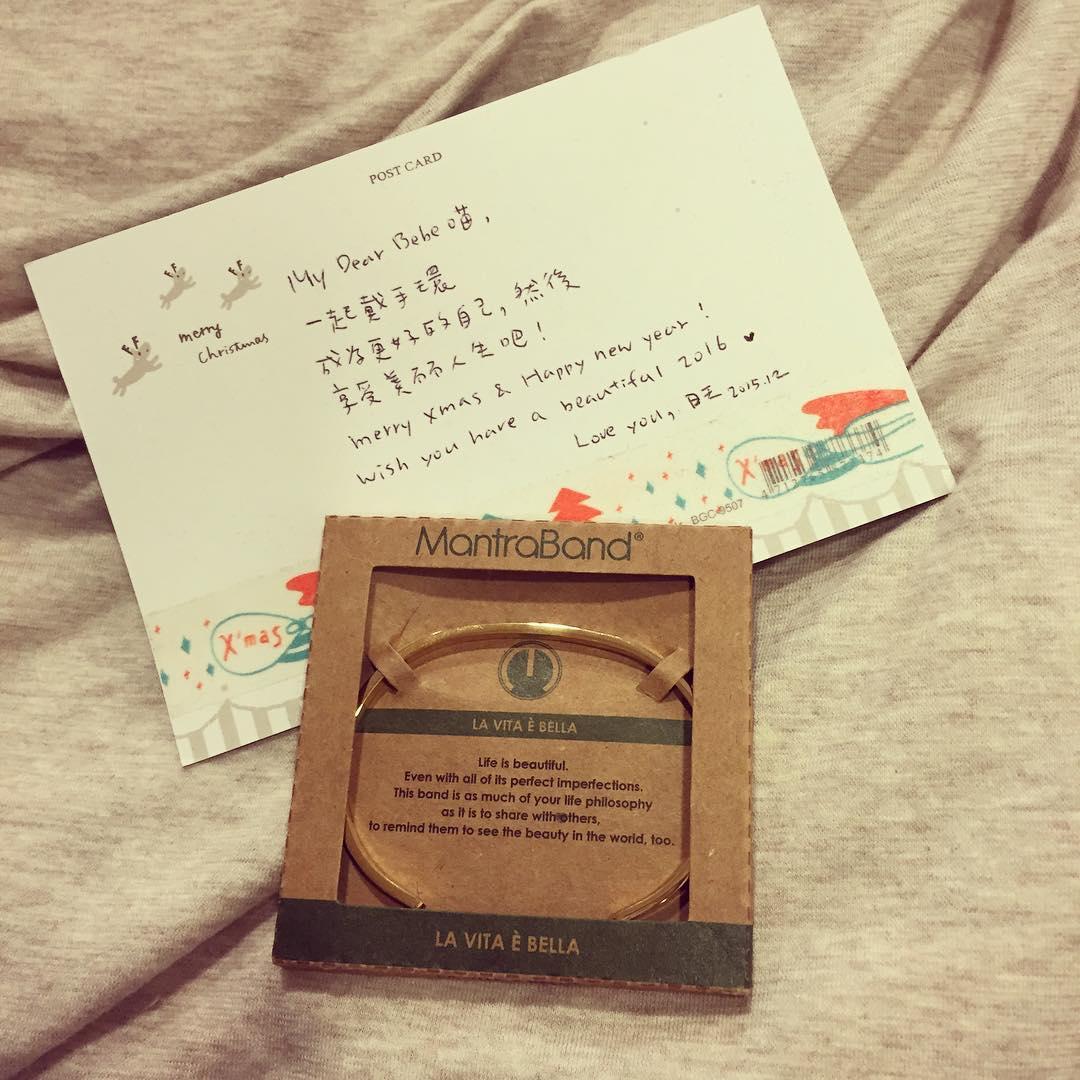 POST CARD
merry
Christmas
My Dear Bebe喵,
一起戴手環
成為更好的自己,然後
享受美不人生吧!
merry xmas & Happy new year!
wish you have a beautiful 2016 ♥
Love you, 2015.12
X'mas
BGC-9507
X'mas
MantraBand®
LA VITA È BELLA
Life is beautiful.
Even with all of its perfect imperfections.
This band is as much of your life philosophy
as it is to share with others,
to remind them to see the beauty in the world, too.
LA VITA È BELLA